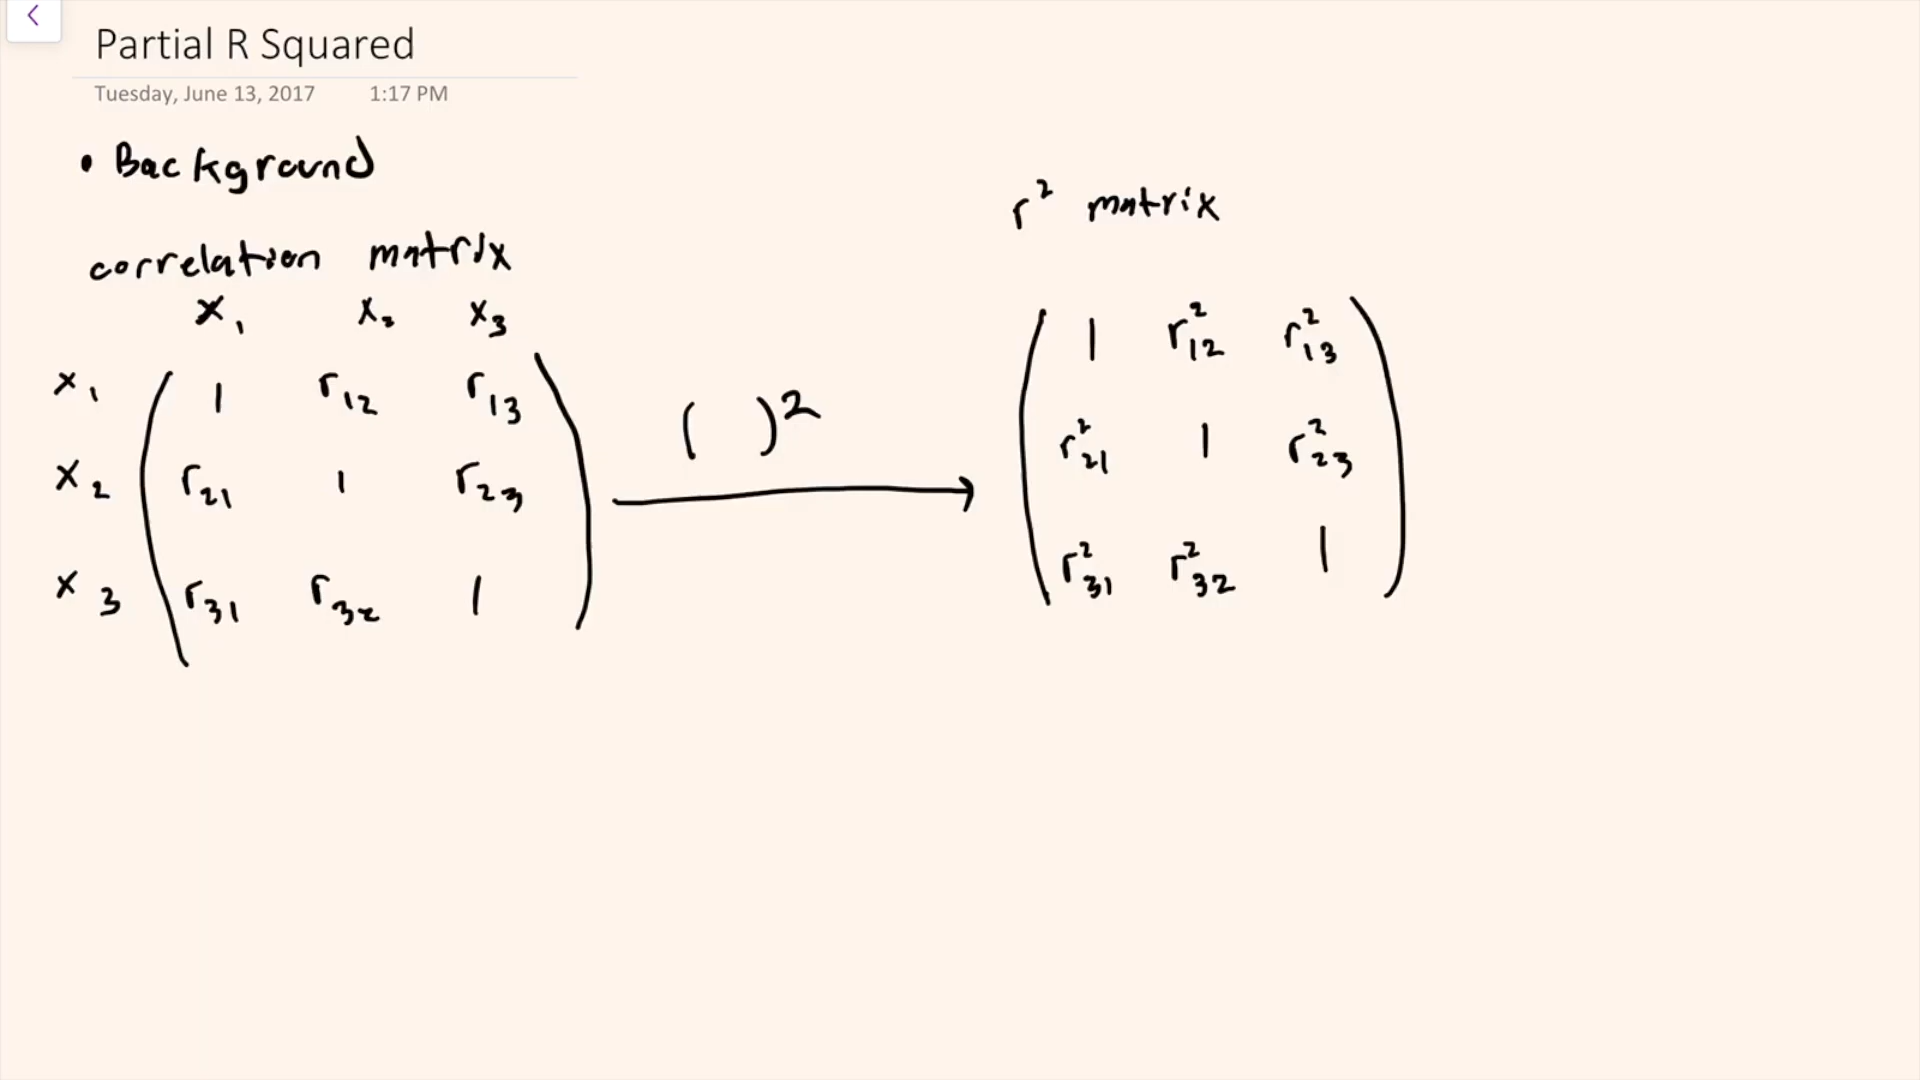 Partial R Squared
Tuesday, June 13, 2017 1:17 PM
• Background
correlation matrix
x₁ x₂ x₃
x₁ 1 r₁₂ r₁₃
x₂ r₂₁ 1 r₂₃
x₃ r₃₁ r₃₂ 1
( )²
r² matrix
1 r²₁₂ r²₁₃
r²₂₁ 1 r²₂₃
r²₃₁ r²₃₂ 1